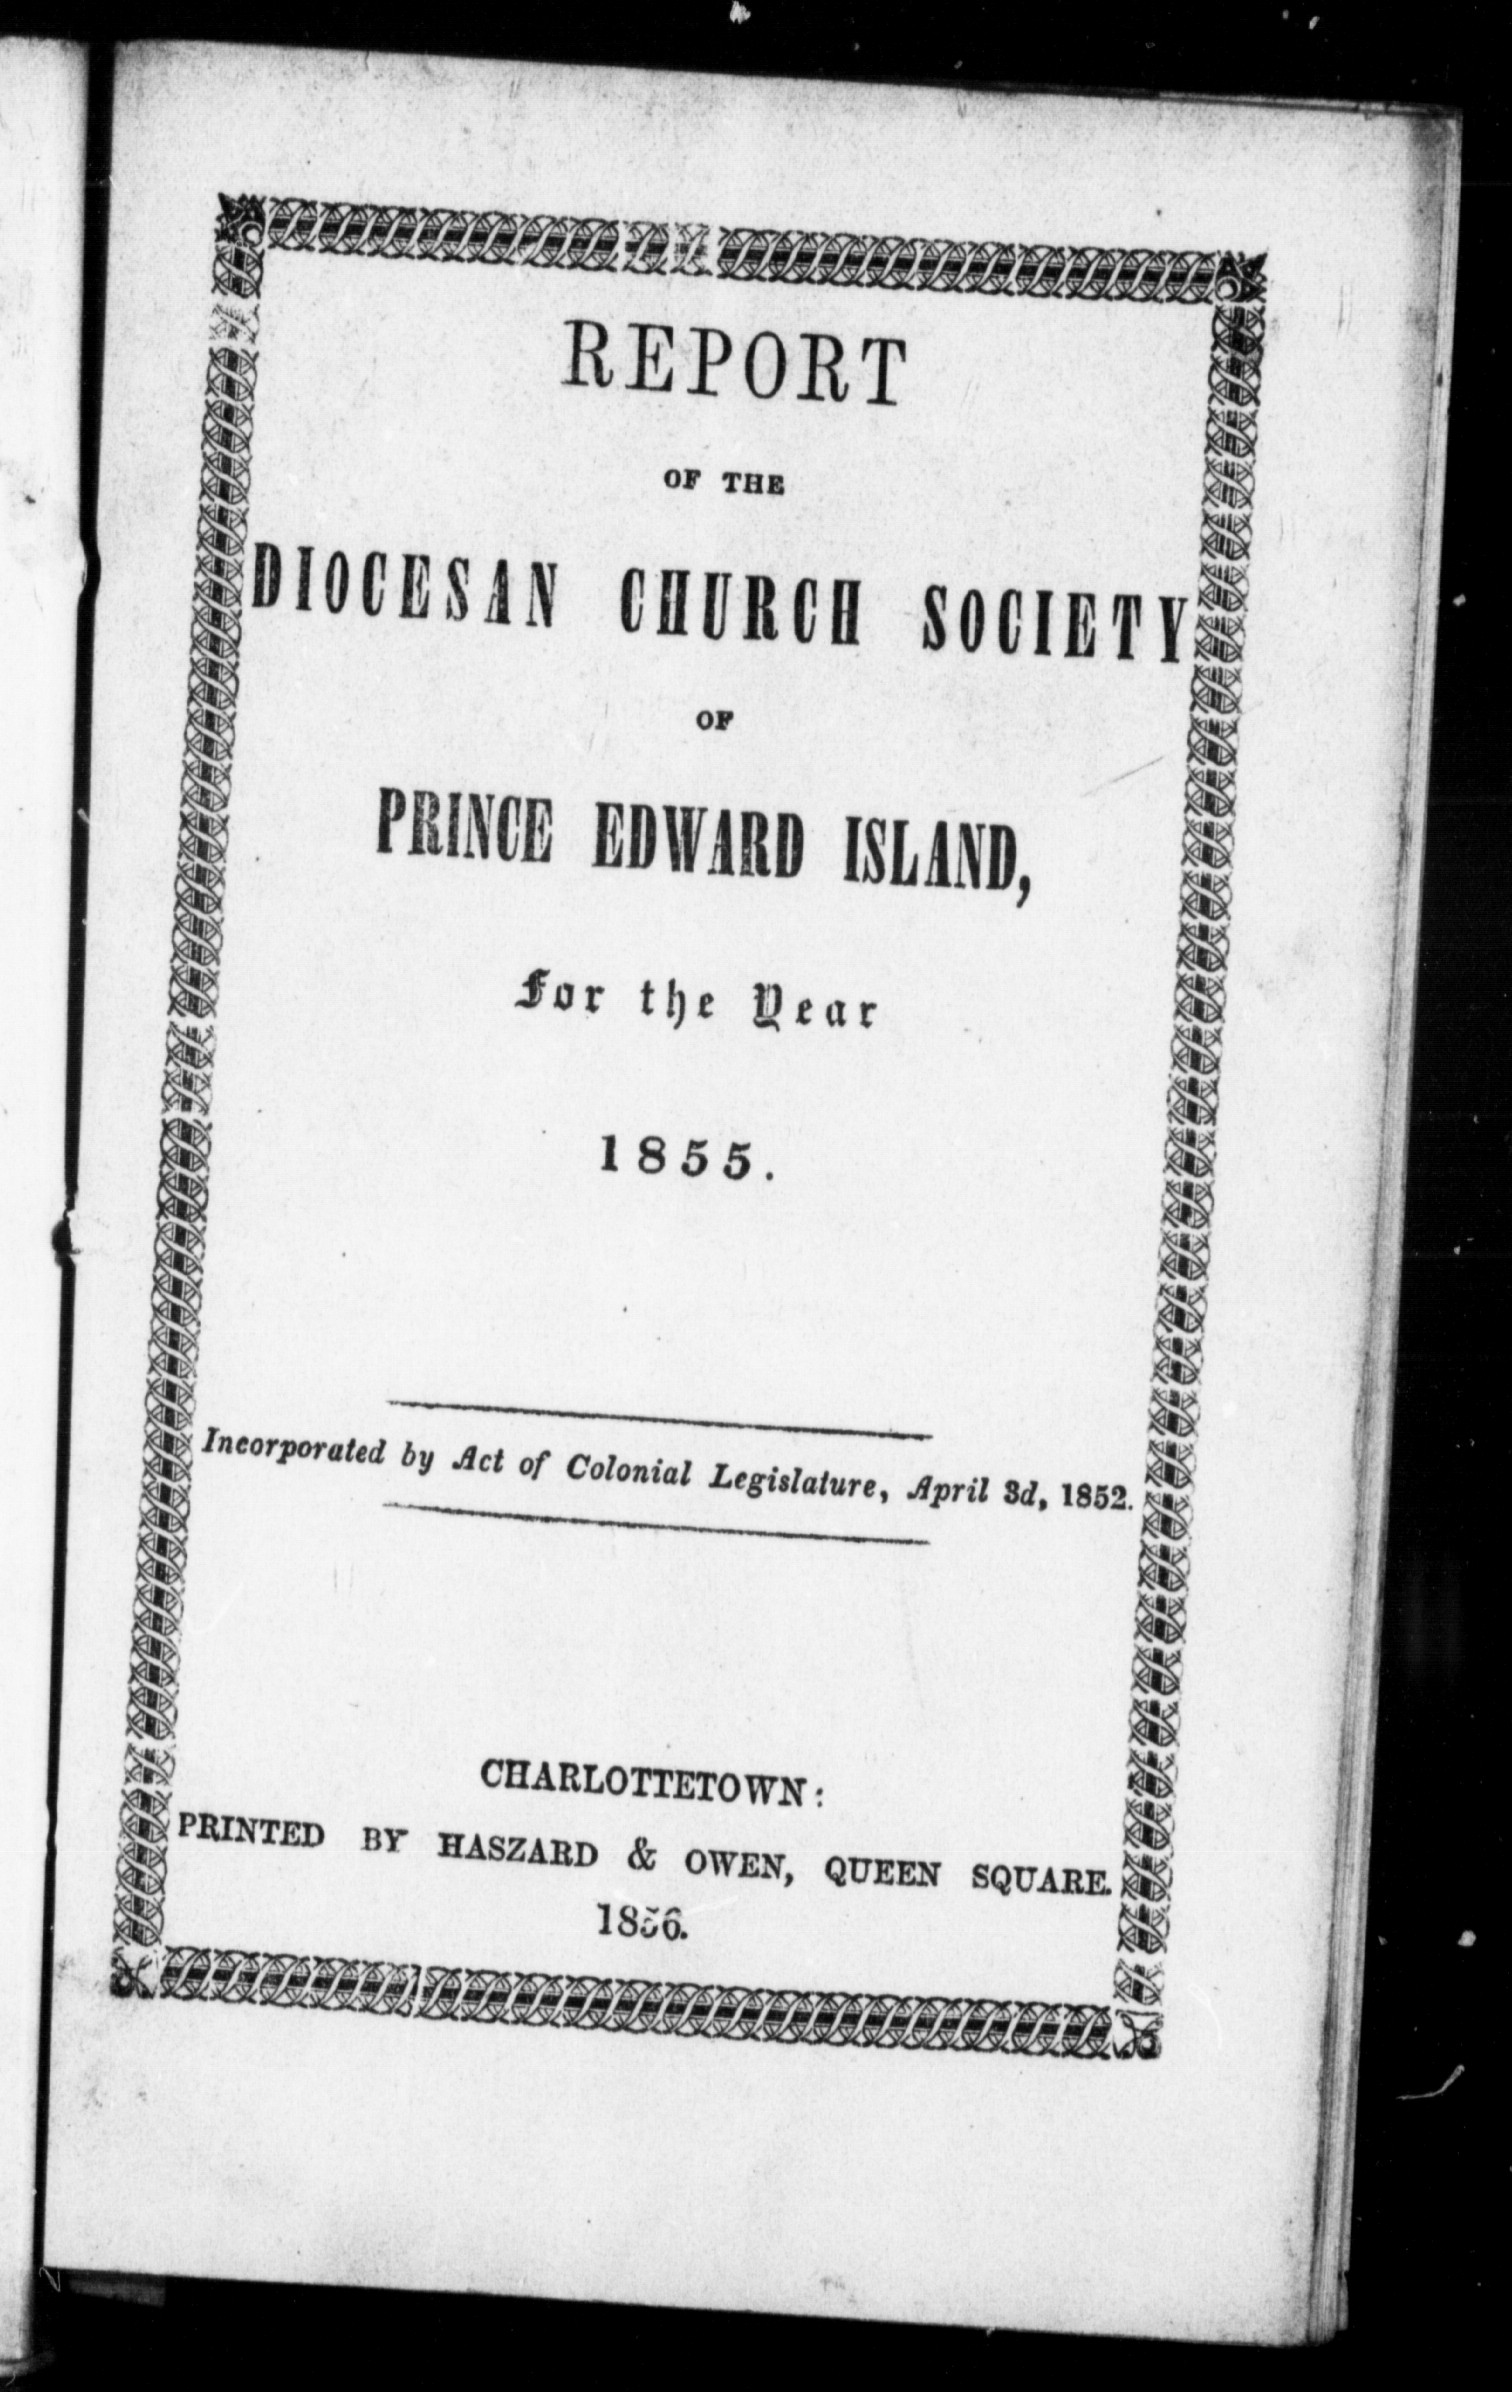 REPORT
OF THE
DIOCESAN CHURCH SOCIETY
OF
PRINCE EDWARD ISLAND,
For the Year
1855.
Incorporated by Act of Colonial Legislature, April 3d, 1852.
CHARLOTTETOWN:
PRINTED BY HASZARD & OWEN, QUEEN SQUARE.
1856.